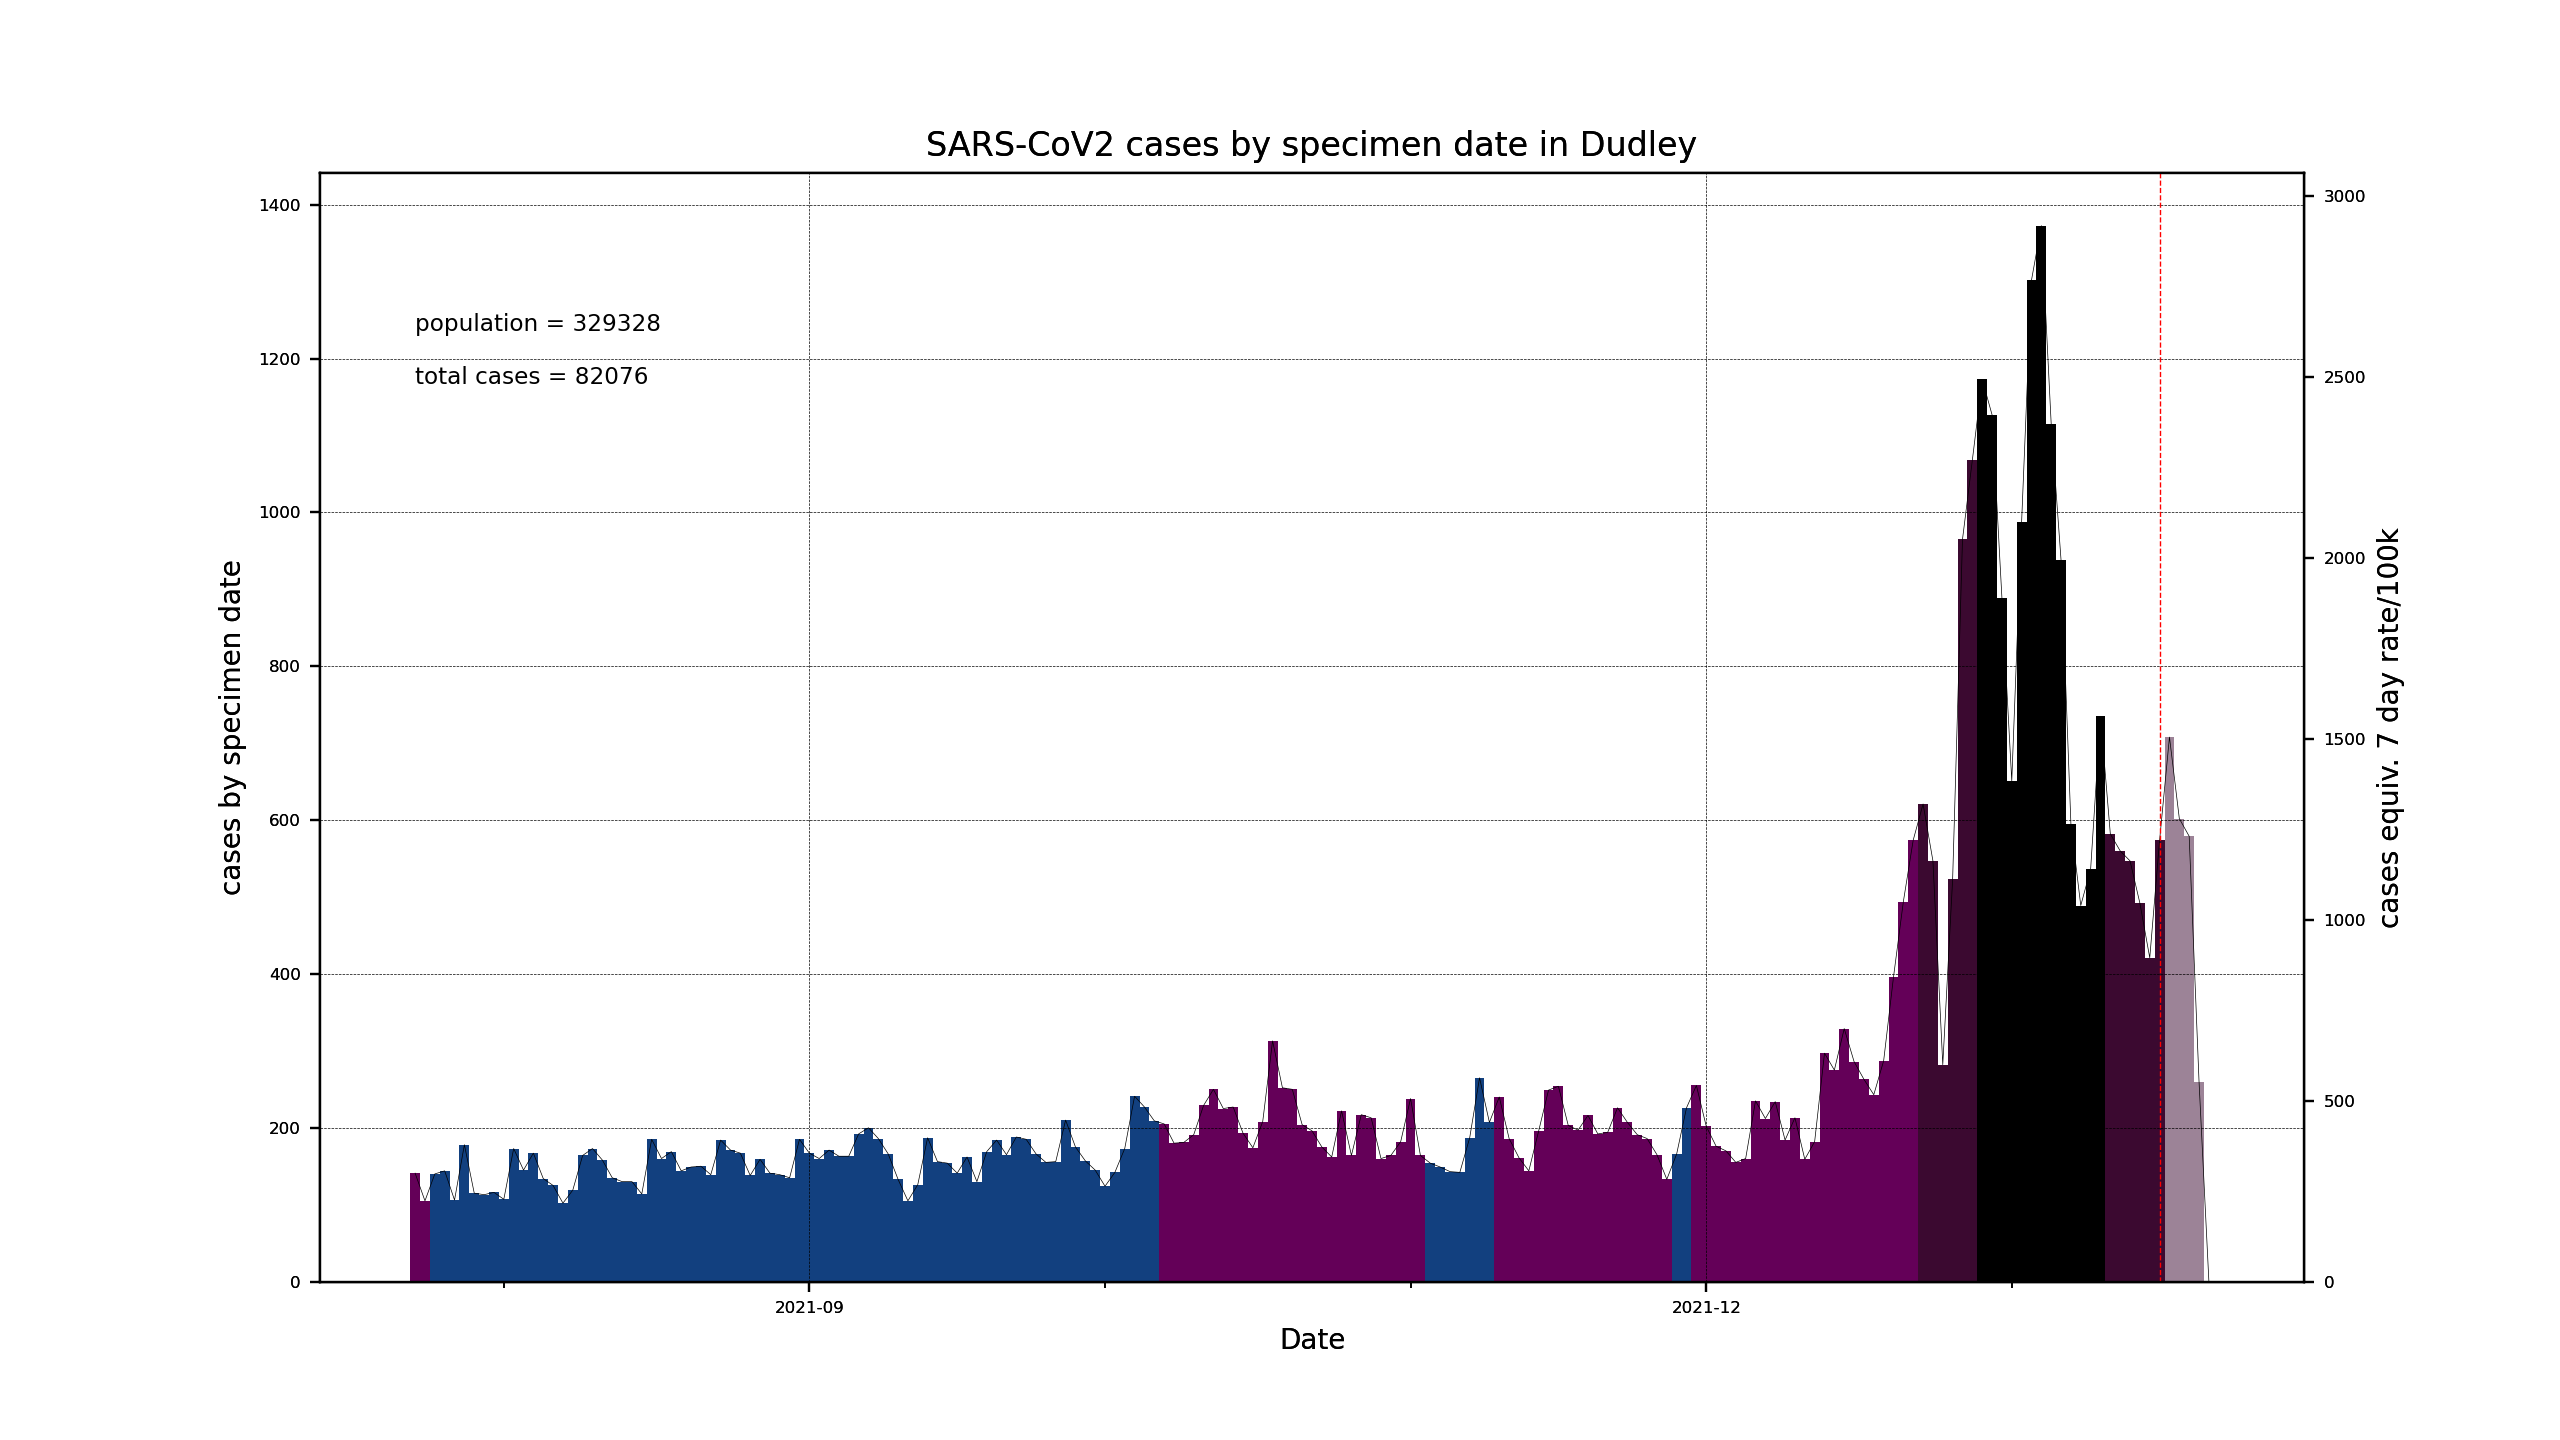 SARS-CoV2 cases by specimen date in Dudley
population = 329328
total cases = 82076
cases by specimen date
1400
1200
1000
800
600
400
200
0
3000
2500
2000
1500
1000
500
0
cases equiv. 7 day rate/100k
2021-09
2021-12
Date